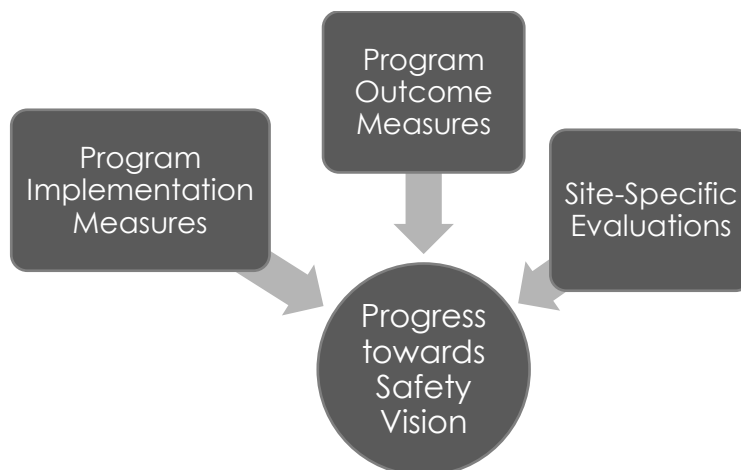 Program
Outcome
Measures
Program
Implementation
Measures
Site-Specific
Evaluations
Progress
towards
Safety
Vision